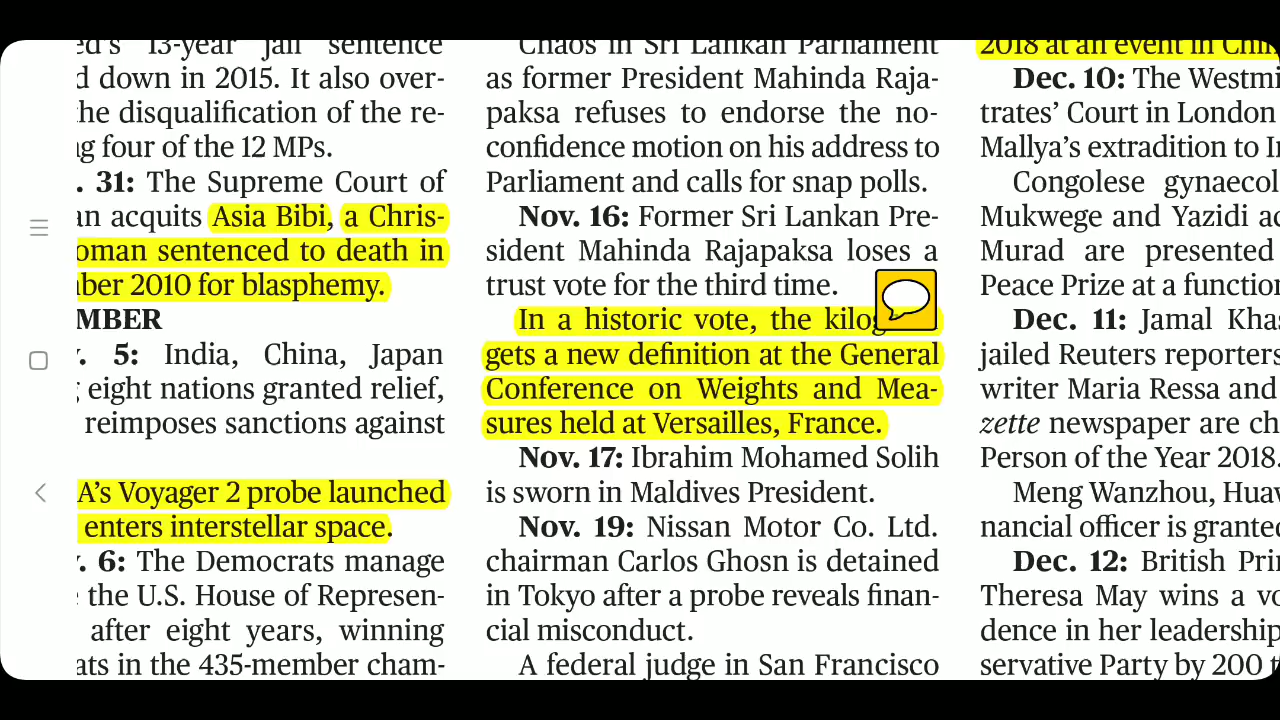 ed's 13-year jail sentence
d down in 2015. It also over-
the disqualification of the re-
ng four of the 12 MPs.
. 31: The Supreme Court of
an acquits Asia Bibi, a Chris-
oman sentenced to death in
ber 2010 for blasphemy.
MBER
. 5: India, China, Japan
eight nations granted relief,
reimposes sanctions against
A's Voyager 2 probe launched
enters interstellar space.
. 6: The Democrats manage
the U.S. House of Represen-
after eight years, winning
ats in the 435-member cham-
Chaos in Sri Lankan Parliament
as former President Mahinda Raja-
paksa refuses to endorse the no-
confidence motion on his address to
Parliament and calls for snap polls.
Nov. 16: Former Sri Lankan Pre-
sident Mahinda Rajapaksa loses a
trust vote for the third time.
In a historic vote, the kilog
gets a new definition at the General
Conference on Weights and Mea-
sures held at Versailles, France.
Nov. 17: Ibrahim Mohamed Solih
is sworn in Maldives President.
Nov. 19: Nissan Motor Co. Ltd.
chairman Carlos Ghosn is detained
in Tokyo after a probe reveals finan-
cial misconduct.
A federal judge in San Francisco
2018 at an event in Chin
Dec. 10: The Westmi
trates' Court in London
Mallya's extradition to I
Congolese gynaecol
Mukwege and Yazidi ac
Murad are presented
Peace Prize at a function
Dec. 11: Jamal Khas
jailed Reuters reporters
writer Maria Ressa and
zette newspaper are ch
Person of the Year 2018.
Meng Wanzhou, Huaw
nancial officer is granted
Dec. 12: British Prin
Theresa May wins a vo
dence in her leadership
servative Party by 200 t